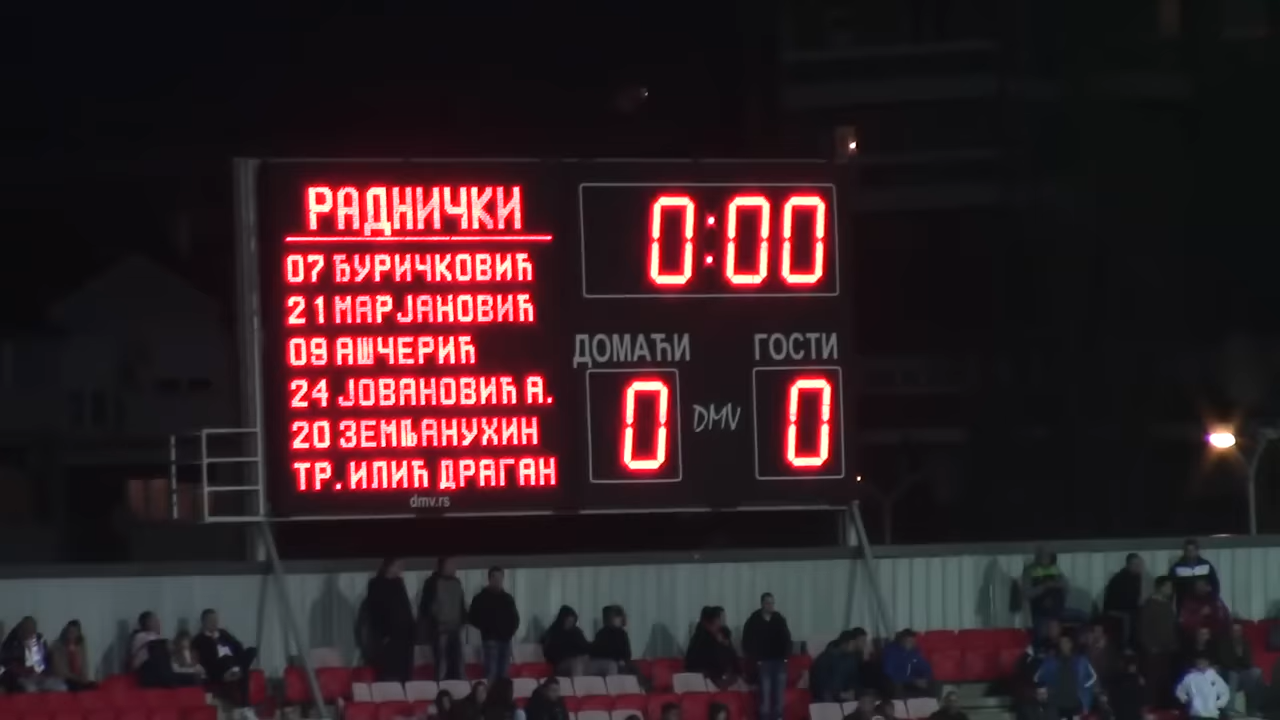 РАДНИЧКИ
07 ЂУРИЧКОВИЋ
21 МАРЈАНОВИЋ
09 АШЧЕРИЋ
24 ЈОВАНОВИЋ А.
20 ЗЕМЉАНУХИН
ТР. ИЛИЋ ДРАГАН
dmv.rs
0:00
ДОМАЋИ ГОСТИ
0 DMV 0